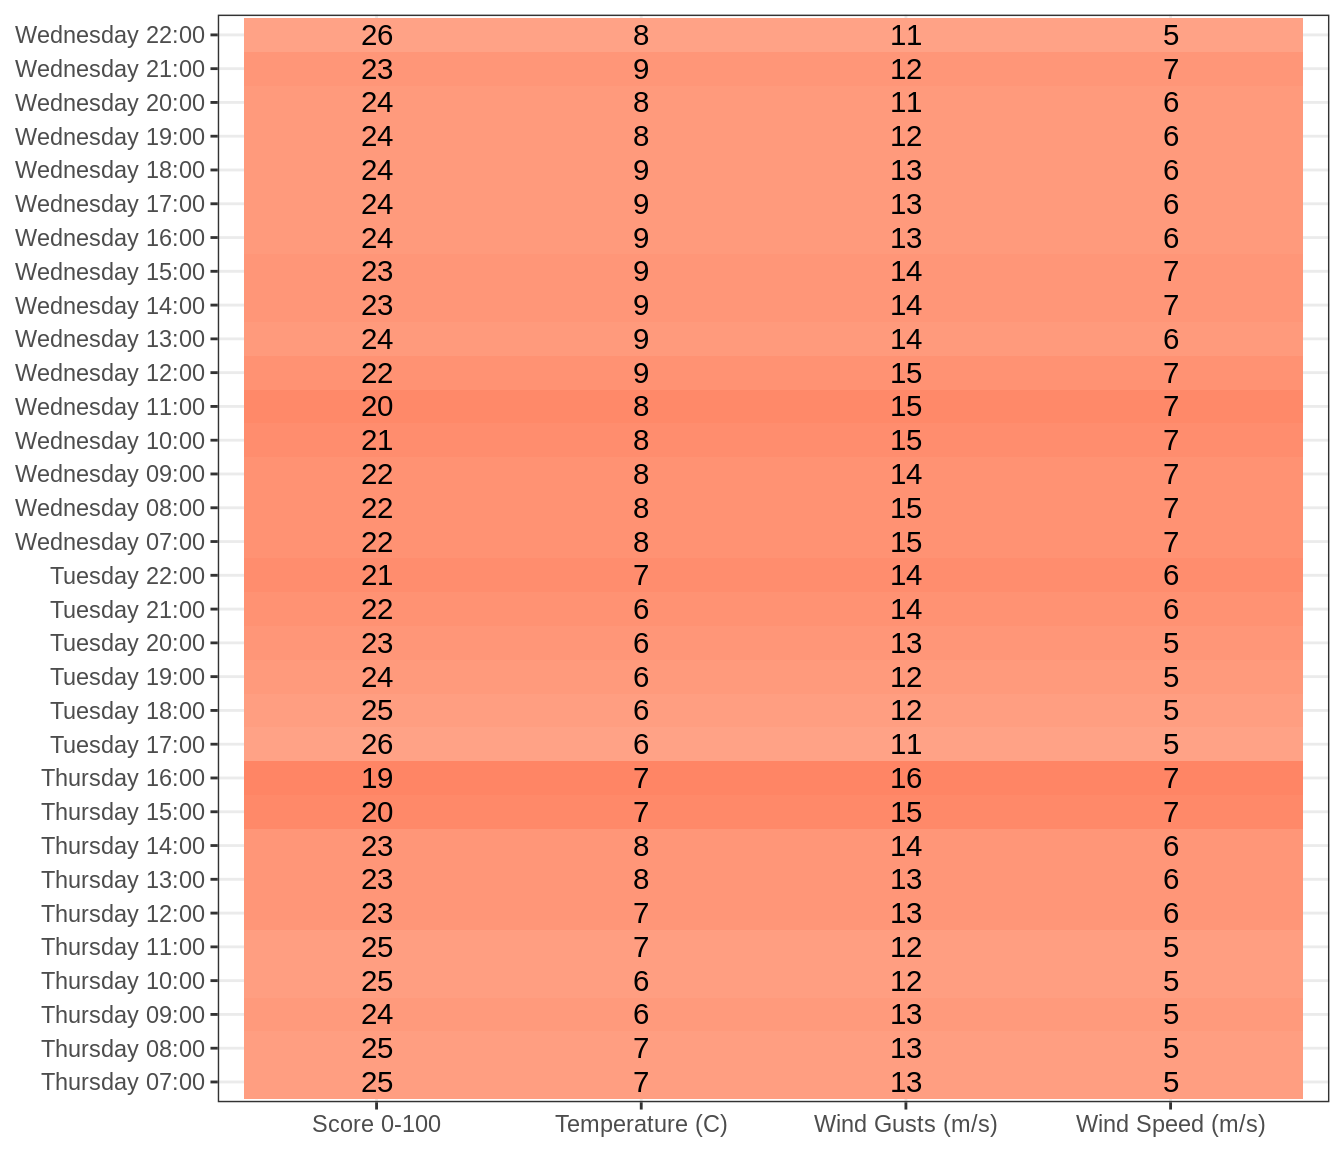 Wednesday 22:00 26 8 11 5
Wednesday 21:00 23 9 12 7
Wednesday 20:00 24 8 11 6
Wednesday 19:00 24 8 12 6
Wednesday 18:00 24 9 13 6
Wednesday 17:00 24 9 13 6
Wednesday 16:00 24 9 13 6
Wednesday 15:00 23 9 14 7
Wednesday 14:00 23 9 14 7
Wednesday 13:00 24 9 14 6
Wednesday 12:00 22 9 15 7
Wednesday 11:00 20 8 15 7
Wednesday 10:00 21 8 15 7
Wednesday 09:00 22 8 14 7
Wednesday 08:00 22 8 15 7
Wednesday 07:00 22 8 15 7
Tuesday 22:00 21 7 14 6
Tuesday 21:00 22 6 14 6
Tuesday 20:00 23 6 13 5
Tuesday 19:00 24 6 12 5
Tuesday 18:00 25 6 12 5
Tuesday 17:00 26 6 11 5
Thursday 16:00 19 7 16 7
Thursday 15:00 20 7 15 7
Thursday 14:00 23 8 14 6
Thursday 13:00 23 8 13 6
Thursday 12:00 23 7 13 6
Thursday 11:00 25 7 12 5
Thursday 10:00 25 6 12 5
Thursday 09:00 24 6 13 5
Thursday 08:00 25 7 13 5
Thursday 07:00 25 7 13 5
Score 0-100 Temperature (C) Wind Gusts (m/s) Wind Speed (m/s)